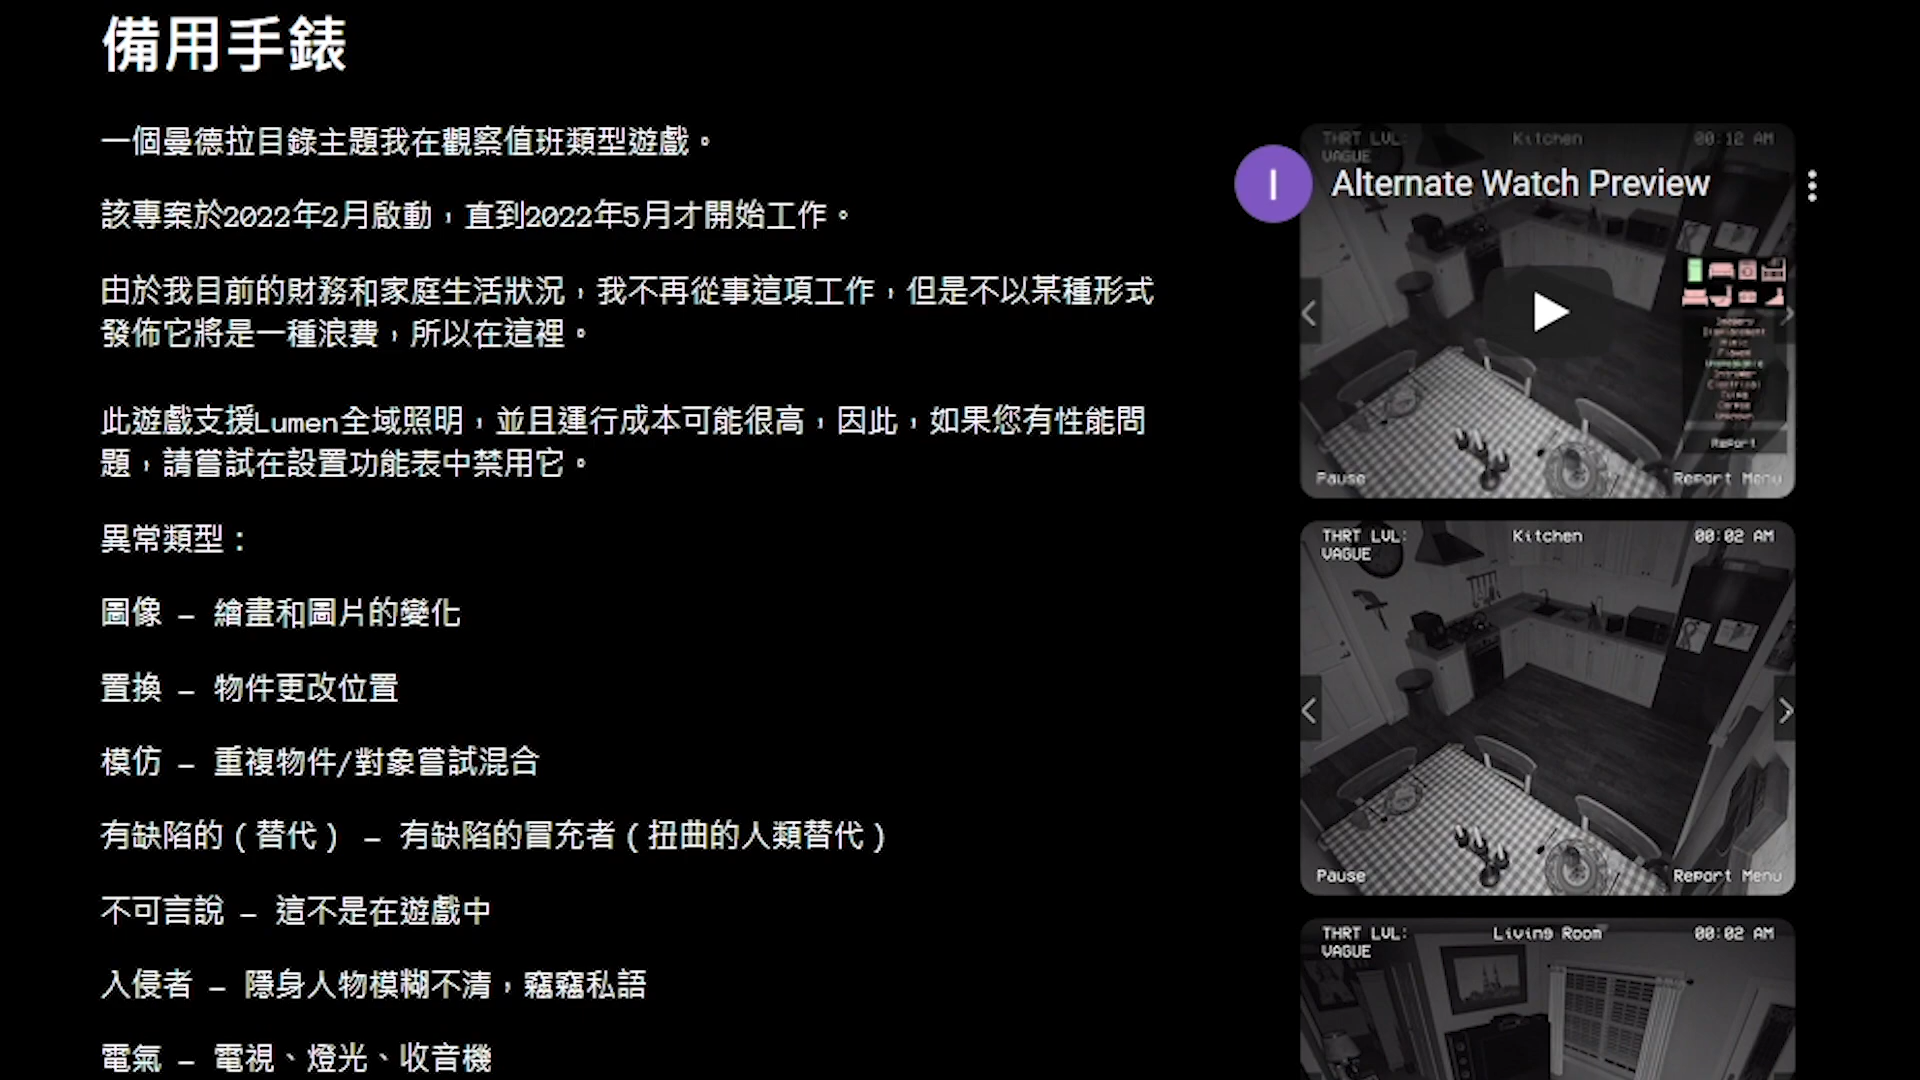 備用手錶
一個曼德拉目錄主題我在觀察值班類型遊戲。
該專案於2022年2月啟動，直到2022年5月才開始工作。
由於我目前的財務和家庭生活狀況，我不再從事這項工作，但是不以某種形式
發佈它將是一種浪費，所以在這裡。
此遊戲支援Lumen全域照明，並且運行成本可能很高，因此，如果您有性能問
題，請嘗試在設置功能表中禁用它。
異常類型：
圖像 – 繪畫和圖片的變化
置換 – 物件更改位置
模仿 – 重複物件/對象嘗試混合
有缺陷的（替代） – 有缺陷的冒充者（扭曲的人類替代）
不可言說 – 這不是在遊戲中
入侵者 – 隱身人物模糊不清，竊竊私語
電氣 – 電視、燈光、收音機
THRT LVL:
VAGUE
Kitchen
00:12 AM
I
Alternate Watch Preview
Imagery
Displacement
Mimic
Flawed
Unspeakable
Intruder
Electrical
Corpse
Unknown
Report
Pause
Report Menu
THRT LVL:
VAGUE
Kitchen
00:02 AM
Pause
Report Menu
THRT LVL:
VAGUE
Living Room
00:02 AM